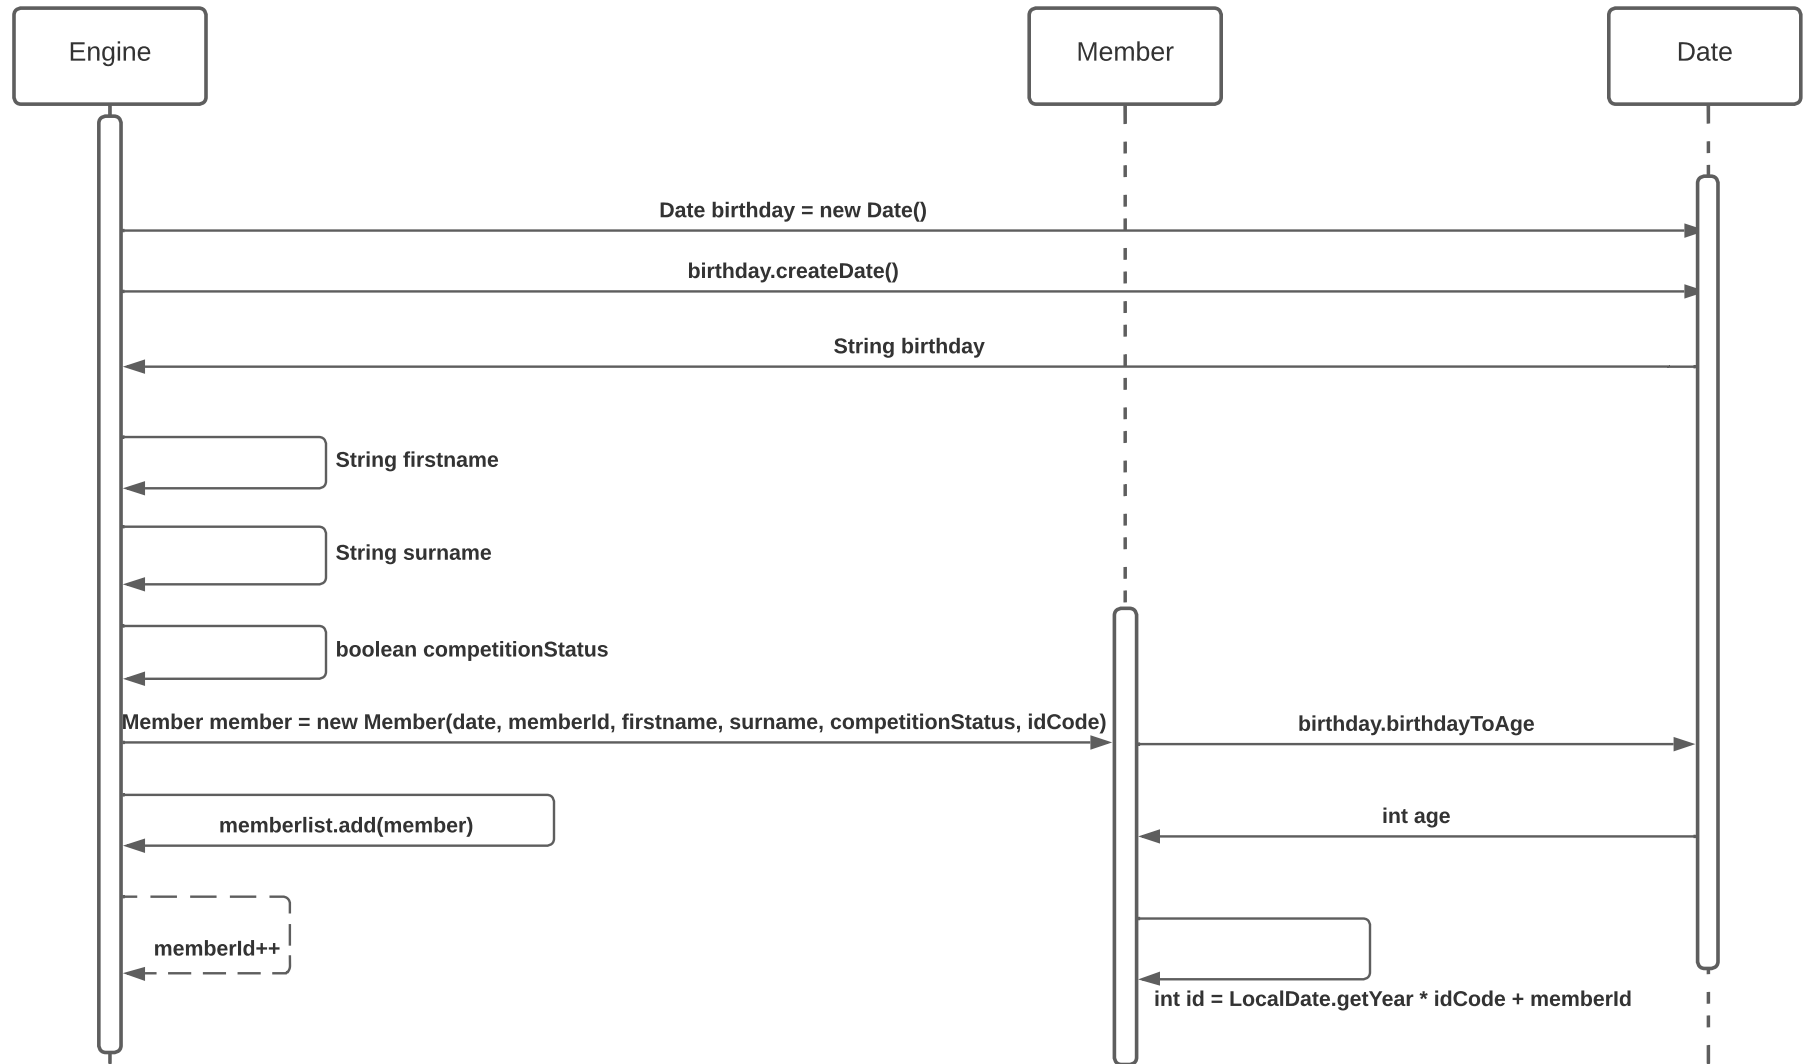 Engine
Member
Date
Date birthday = new Date()
birthday.createDate()
String birthday
String firstname
String surname
boolean competitionStatus
Member member = new Member(date, memberId, firstname, surname, competitionStatus, idCode)
birthday.birthdayToAge
int age
memberlist.add(member)
memberId++
int id = LocalDate.getYear * idCode + memberId